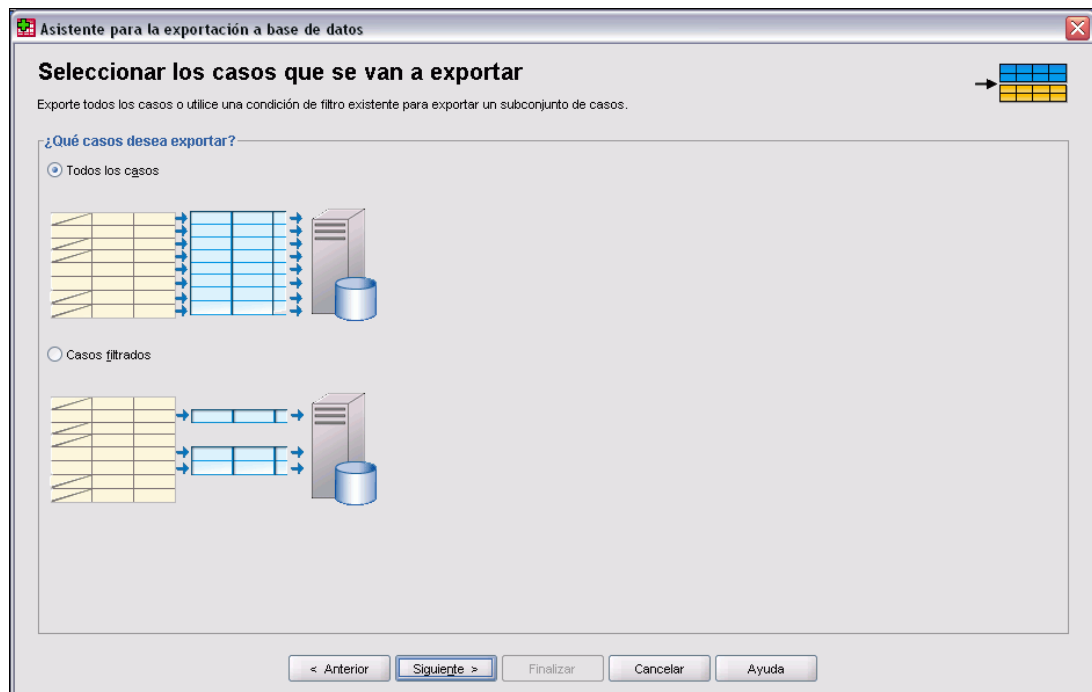 Asistente para la exportación a base de datos
Seleccionar los casos que se van a exportar
Exporte todos los casos o utilice una condición de filtro existente para exportar un subconjunto de casos.
¿Qué casos desea exportar?
Todos los casos
Casos filtrados
< Anterior
Siguiente >
Finalizar
Cancelar
Ayuda